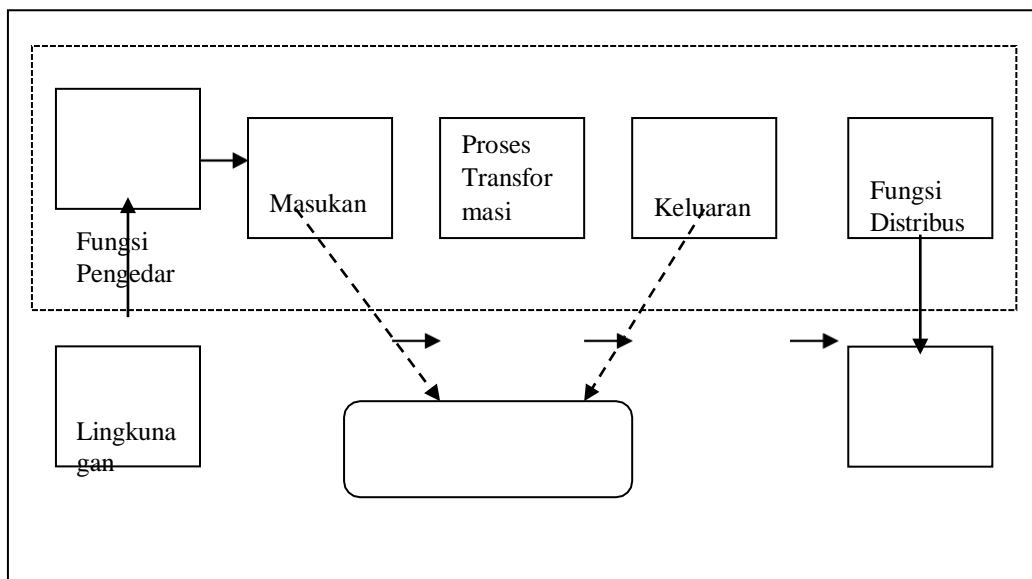 Proses
Transfor
masi
Masukan
Keluaran
Fungsi
Distribus
Fungsi
Pengedar
Lingkuna
gan